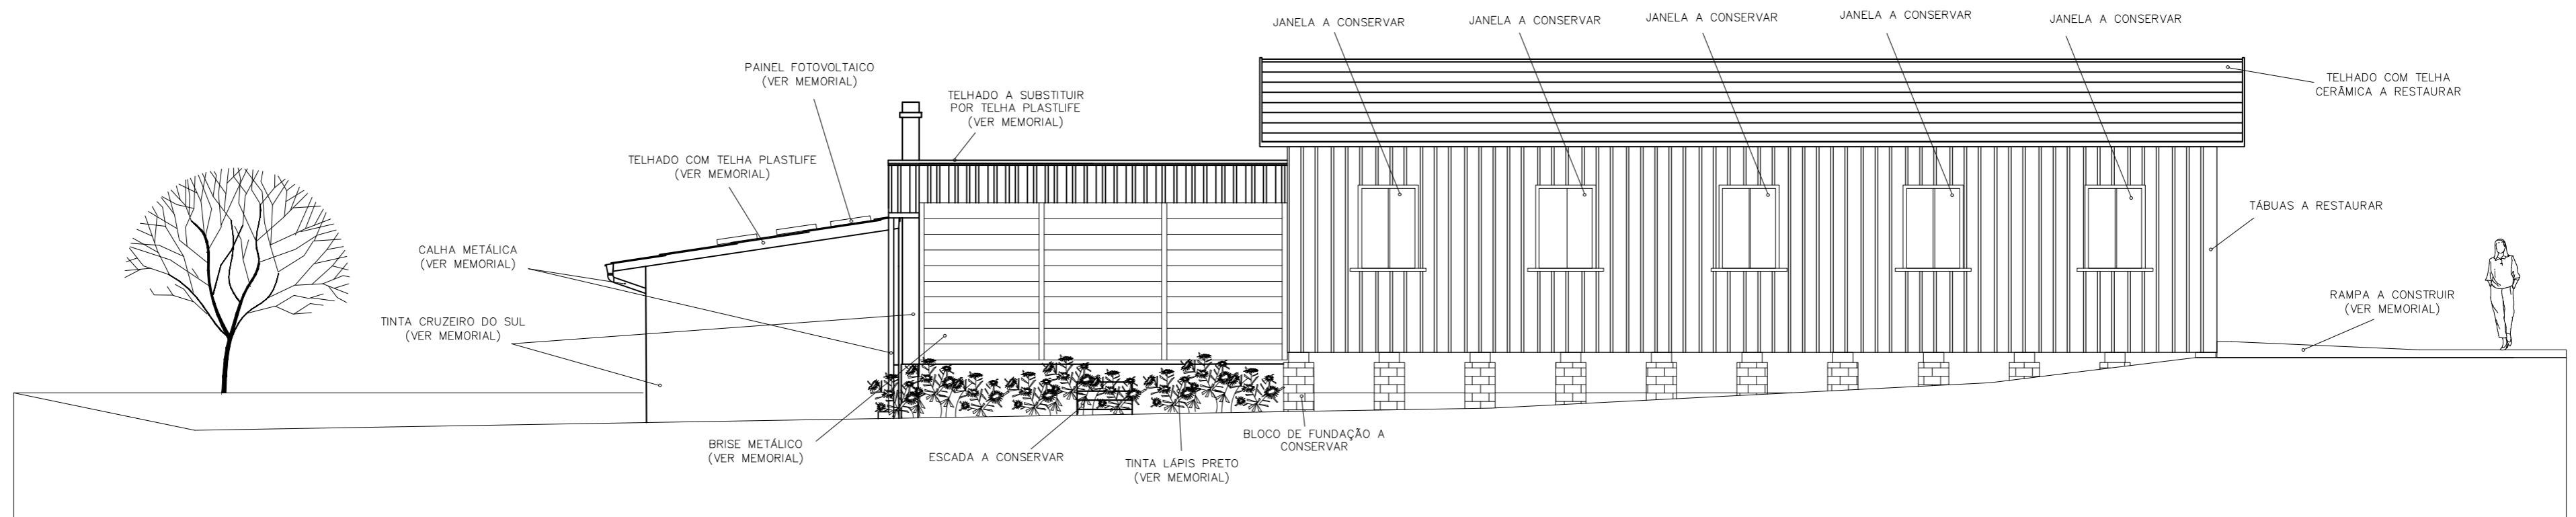 JANELA A CONSERVAR
JANELA A CONSERVAR
JANELA A CONSERVAR
JANELA A CONSERVAR
JANELA A CONSERVAR
PAINEL FOTOVOLTAICO
(VER MEMORIAL)
TELHADO A SUBSTITUIR
POR TELHA PLASTLIFE
(VER MEMORIAL)
TELHADO COM TELHA
CERÂMICA A RESTAURAR
TELHADO COM TELHA PLASTLIFE
(VER MEMORIAL)
TÁBUAS A RESTAURAR
CALHA METÁLICA
(VER MEMORIAL)
RAMPA A CONSTRUIR
(VER MEMORIAL)
TINTA CRUZEIRO DO SUL
(VER MEMORIAL)
BRISE METÁLICO
(VER MEMORIAL)
ESCADA A CONSERVAR
TINTA LÁPIS PRETO
(VER MEMORIAL)
BLOCO DE FUNDAÇÃO A
CONSERVAR